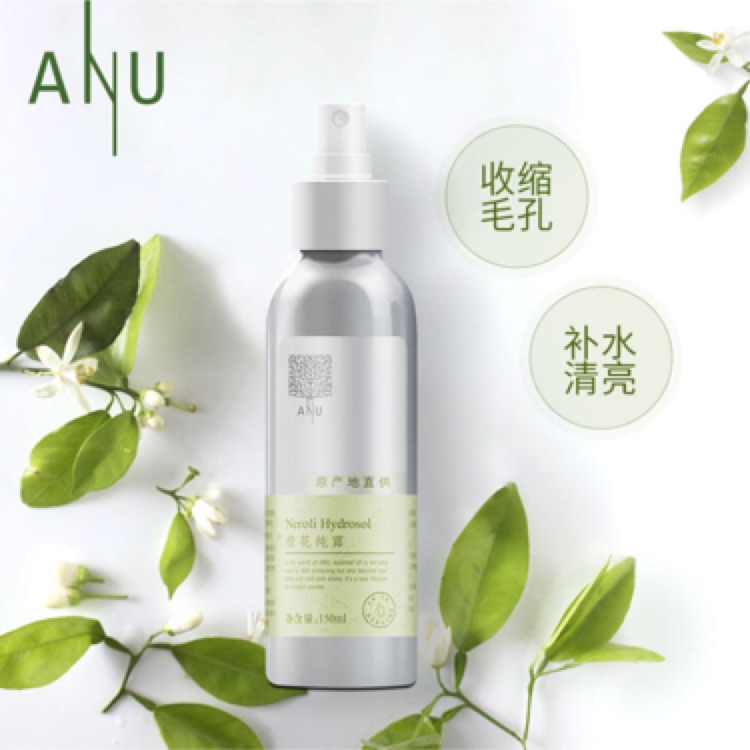 ANU
收缩
毛孔
补水
清亮
ANU
原产地直供
Neroli Hydrosol
橙花纯露
净含量:150ml